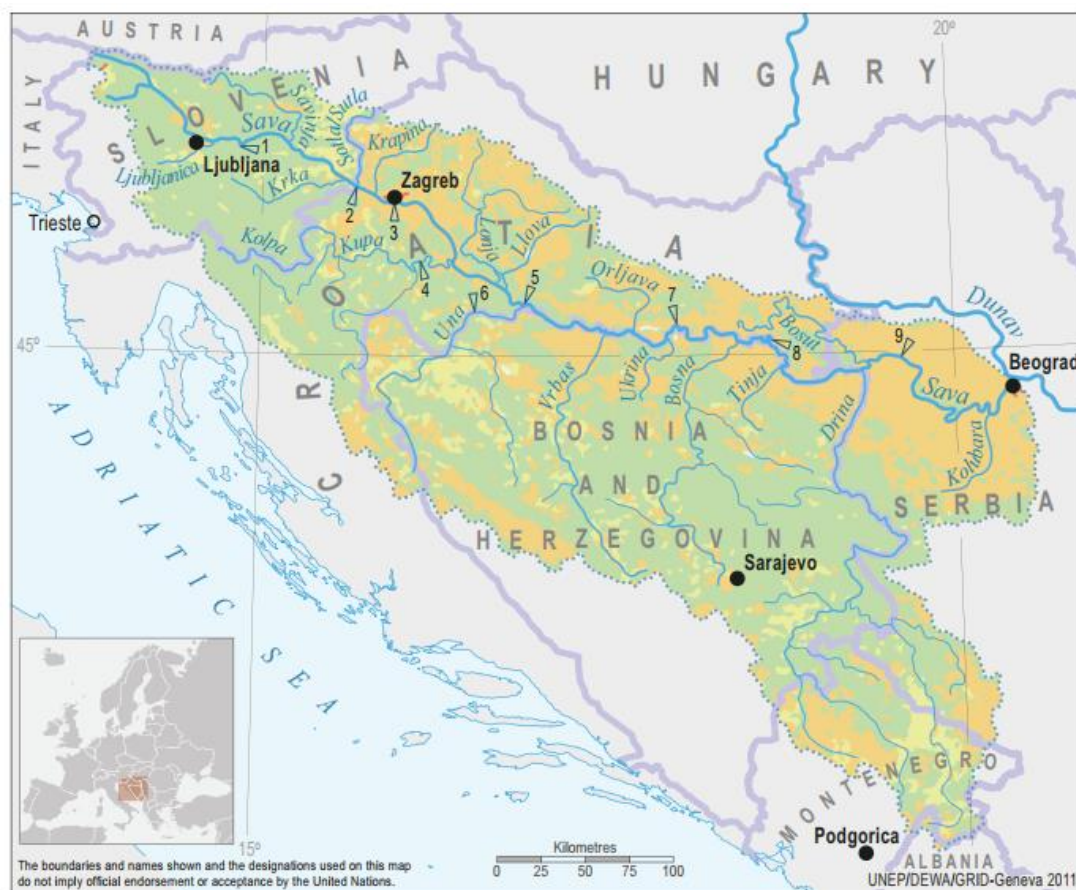 AUSTRIA
20°
HUNGARY
ITALY
SLOVENIA
Savinja
Sotla/Sutla
Krapina
Sava
1
Ljubljana
Ljubljanica
Krka
2
Zagreb
3
Trieste
Kolpa
Kupa
4
Lonja
Llova
CROATIA
Orljava
5
6
7
Una
Dunav
45°
Bosut
8
9
Beograd
Vrbas
Ukrina
Bosna
Tinja
Drina
Sava
Kolubara
BOSNIA
AND
HERZEGOVINA
SERBIA
Sarajevo
ADRIATIC SEA
MONTENEGRO
Podgorica
ALBANIA
15°
Kilometres
0 25 50 75 100
The boundaries and names shown and the designations used on this map
do not imply official endorsement or acceptance by the United Nations.
UNEP/DEWA/GRID-Geneva 2011